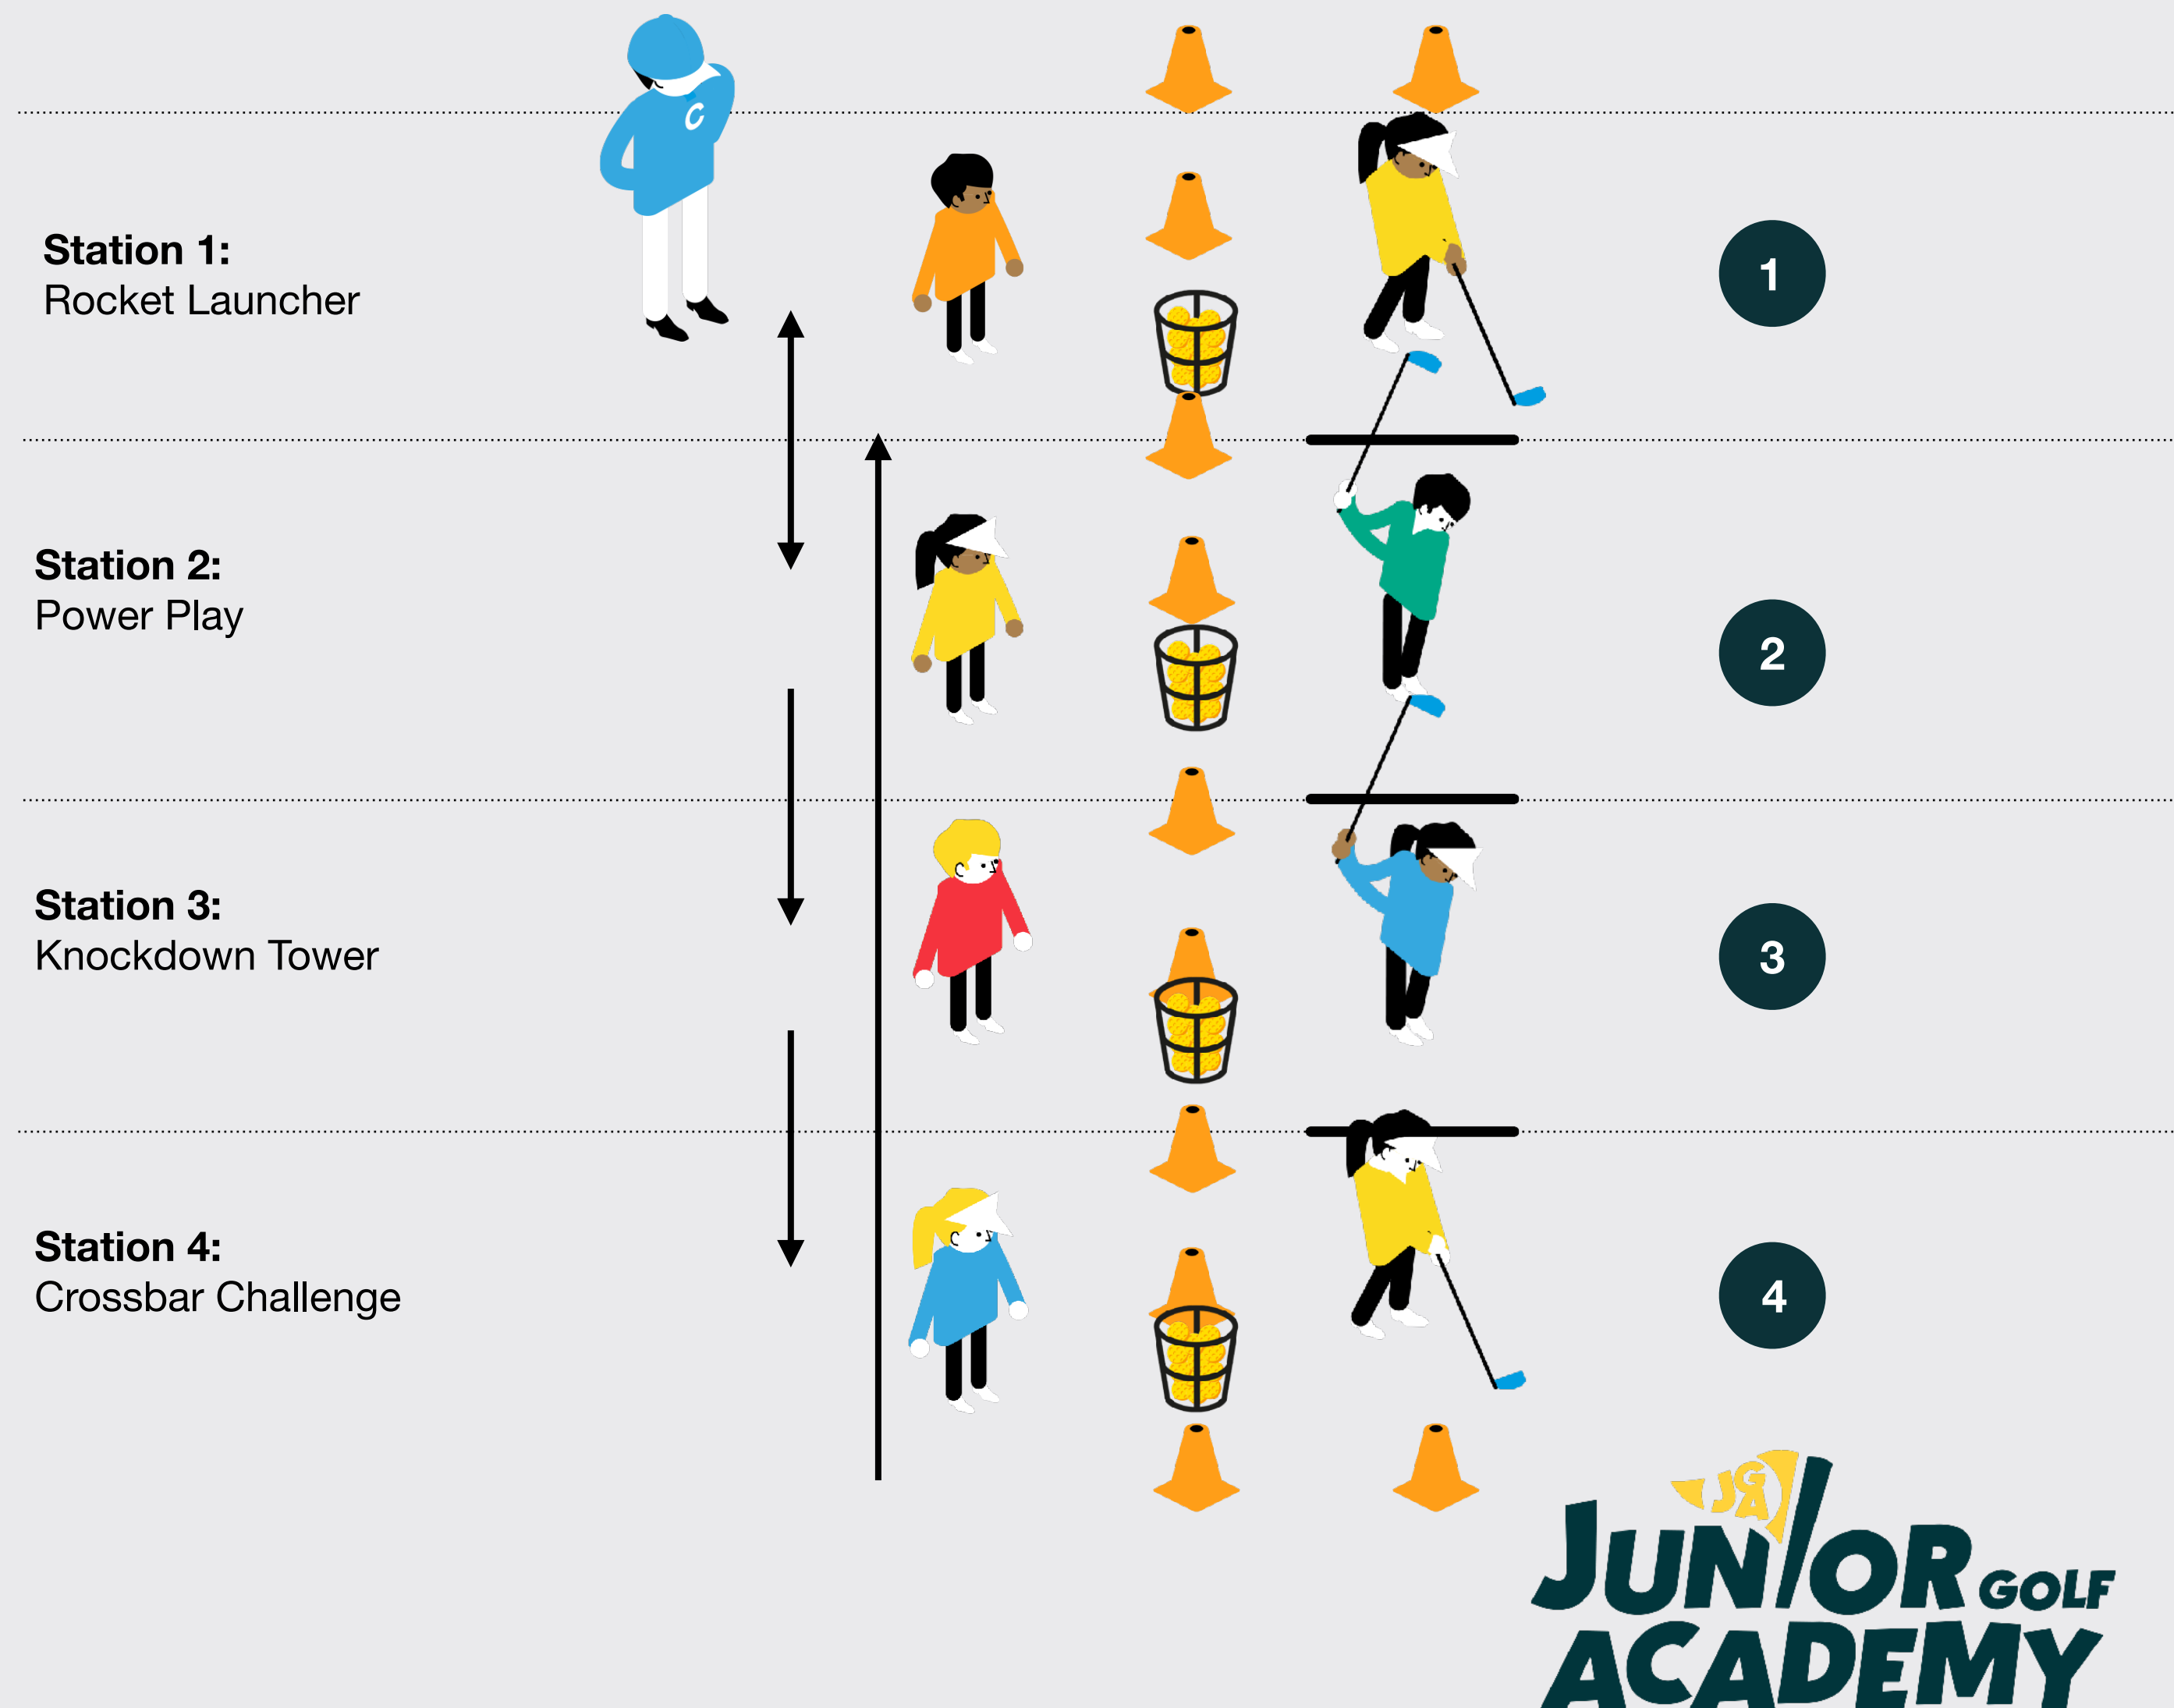 C
Station 1:
Rocket Launcher
1
Station 2:
Power Play
2
Station 3:
Knockdown Tower
3
Station 4:
Crossbar Challenge
4
JGA
JUNIOR GOLF
ACADEMY